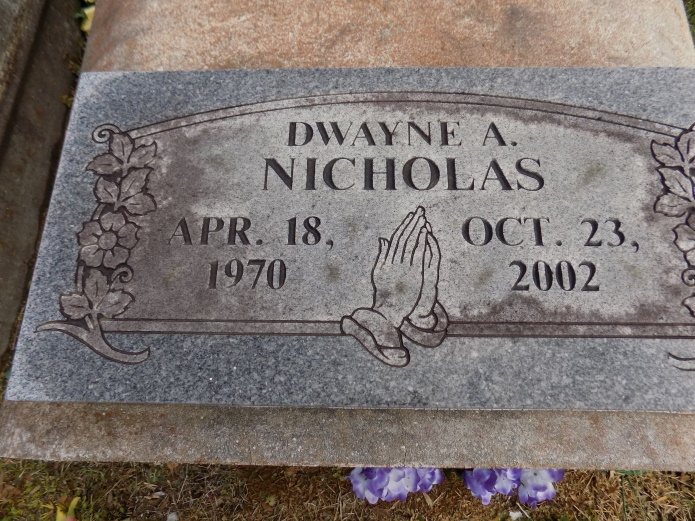 DWAYNE A.
NICHOLAS
APR. 18,
1970
OCT. 23,
2002